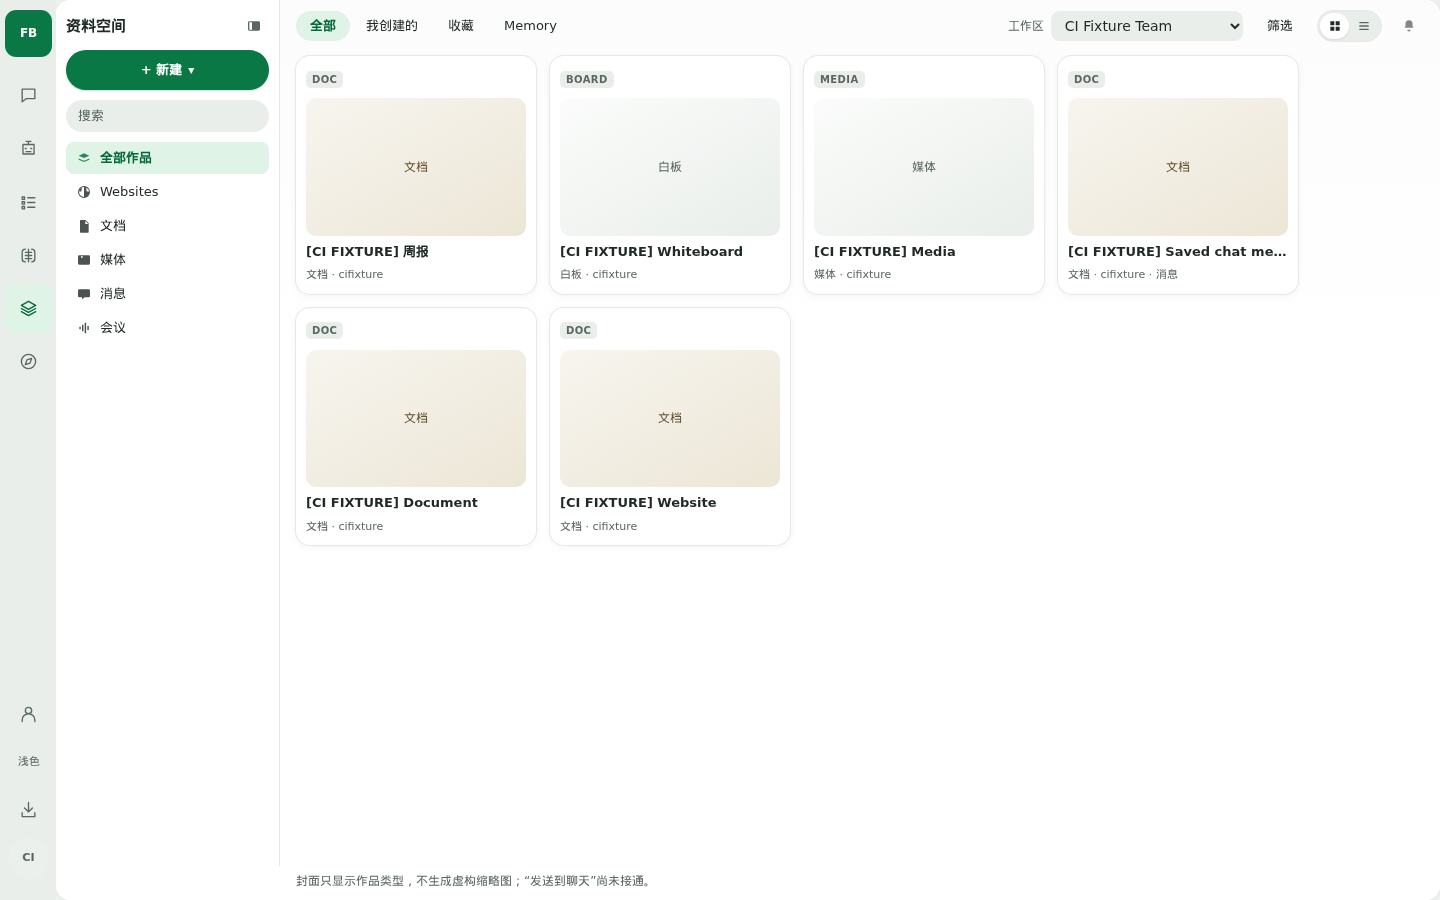 FB
浅色
CI
资料空间
+ 新建 ▾
搜索
全部作品
Websites
文档
媒体
消息
会议
全部 我创建的 收藏 Memory 工作区 CI Fixture Team 筛选
DOC
文档
[CI FIXTURE] 周报
文档 · cifixture
BOARD
白板
[CI FIXTURE] Whiteboard
白板 · cifixture
MEDIA
媒体
[CI FIXTURE] Media
媒体 · cifixture
DOC
文档
[CI FIXTURE] Saved chat me…
文档 · cifixture · 消息
DOC
文档
[CI FIXTURE] Document
文档 · cifixture
DOC
文档
[CI FIXTURE] Website
文档 · cifixture
封面只显示作品类型，不生成虚构缩略图；“发送到聊天”尚未接通。